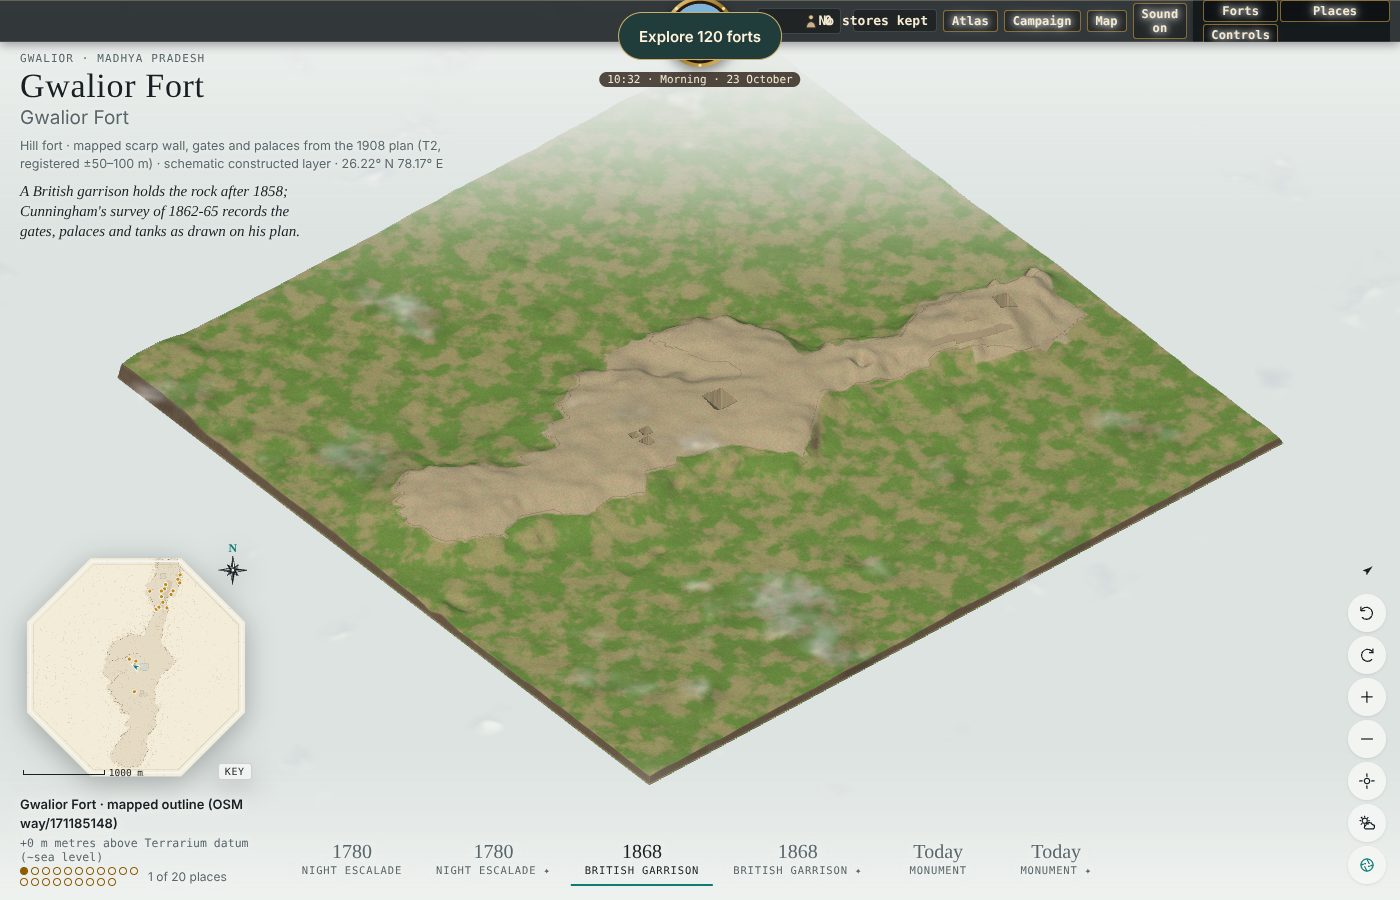 No stores kept
Atlas
Campaign
Map
Sound on
Forts
Places
Controls
Explore 120 forts
10:32 · Morning · 23 October
GWALIOR · MADHYA PRADESH
Gwalior Fort
Gwalior Fort
Hill fort · mapped scarp wall, gates and palaces from the 1908 plan (T2,
registered ±50–100 m) · schematic constructed layer · 26.22° N 78.17° E
A British garrison holds the rock after 1858;
Cunningham's survey of 1862-65 records the
gates, palaces and tanks as drawn on his plan.
N
1000 m
KEY
Gwalior Fort · mapped outline (OSM
way/171185148)
+0 m metres above Terrarium datum
(~sea level)
1 of 20 places
1780
NIGHT ESCALADE
1780
NIGHT ESCALADE ✦
1868
BRITISH GARRISON
1868
BRITISH GARRISON ✦
Today
MONUMENT
Today
MONUMENT ✦